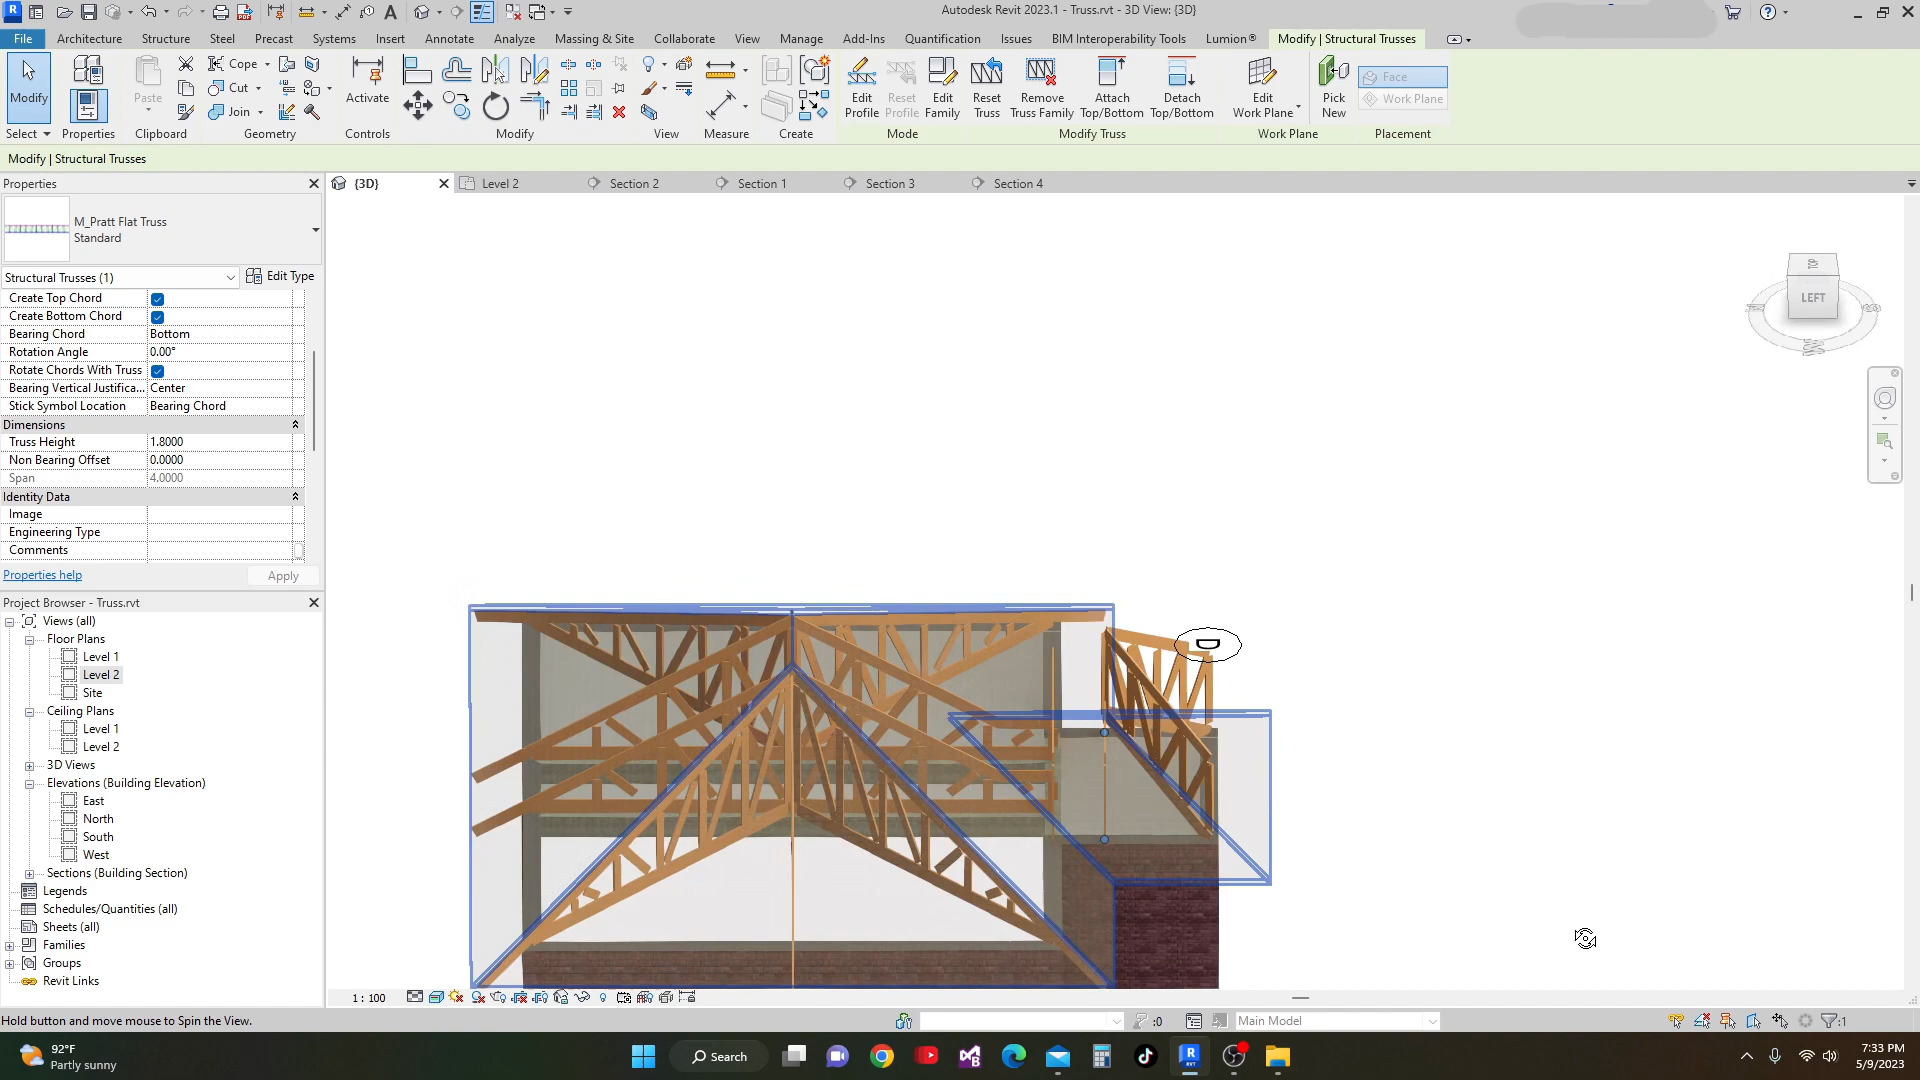 Autodesk Revit 2023.1 - Truss.rvt - 3D View: {3D}
File Architecture Structure Steel Precast Systems Insert Annotate Analyze Massing & Site Collaborate View Manage Add-Ins Quantification Issues BIM Interoperability Tools Lumion® Modify | Structural Trusses
Modify
Paste
Cope
Cut
Join
Activate
Edit Profile
Reset Profile
Edit Family
Reset Truss
Remove Truss Family
Attach Top/Bottom
Detach Top/Bottom
Edit Work Plane
Pick New
Face
Work Plane
Select Properties Clipboard Geometry Controls Modify View Measure Create Mode Modify Truss Work Plane Placement
Modify | Structural Trusses
Properties
{3D}
Level 2
Section 2
Section 1
Section 3
Section 4
M_Pratt Flat Truss
Standard
Structural Trusses (1)
Edit Type
Create Top Chord
Create Bottom Chord
Bearing Chord Bottom
Rotation Angle 0.00°
Rotate Chords With Truss
Bearing Vertical Justifica... Center
Stick Symbol Location Bearing Chord
Dimensions
Truss Height 1.8000
Non Bearing Offset 0.0000
Span 4.0000
Identity Data
Image
Engineering Type
Comments
Properties help
Apply
LEFT
Project Browser - Truss.rvt
Views (all)
Floor Plans
Level 1
Level 2
Site
Ceiling Plans
Level 1
Level 2
3D Views
Elevations (Building Elevation)
East
North
South
West
Sections (Building Section)
Legends
Schedules/Quantities (all)
Sheets (all)
Families
Groups
Revit Links
1 : 100
Hold button and move mouse to Spin the View.
:0
Main Model
:1
92°F
Partly sunny
Search
7:33 PM
5/9/2023